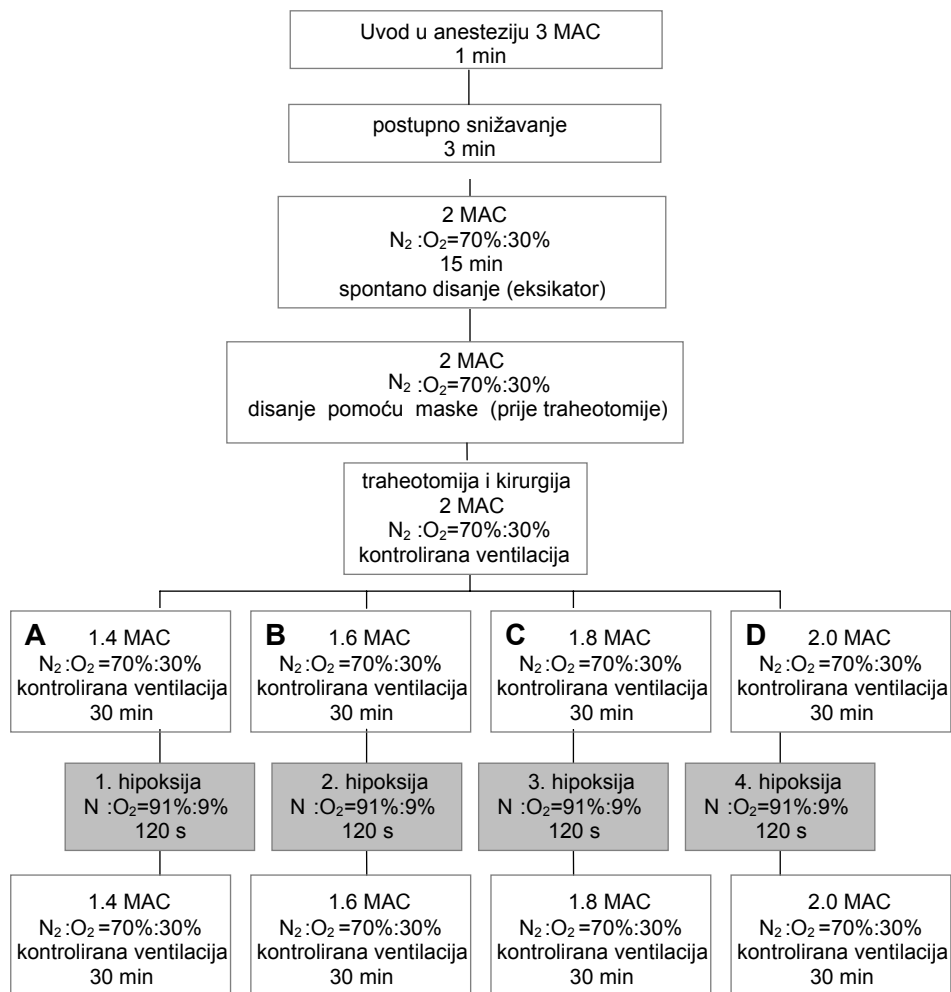 Uvod u anesteziju 3 MAC
1 min
postupno snižavanje
3 min
2 MAC
N₂ :O₂=70%:30%
15 min
spontano disanje (eksikator)
2 MAC
N₂ :O₂=70%:30%
disanje pomoću maske (prije traheotomije)
traheotomija i kirurgija
2 MAC
N₂ :O₂=70%:30%
kontrolirana ventilacija
A 1.4 MAC
N₂ :O₂ =70%:30%
kontrolirana ventilacija
30 min
B 1.6 MAC
N₂ :O₂ =70%:30%
kontrolirana ventilacija
30 min
C 1.8 MAC
N₂ :O₂ =70%:30%
kontrolirana ventilacija
30 min
D 2.0 MAC
N₂ :O₂ =70%:30%
kontrolirana ventilacija
30 min
1. hipoksija
N :O₂=91%:9%
120 s
2. hipoksija
N :O₂=91%:9%
120 s
3. hipoksija
N :O₂=91%:9%
120 s
4. hipoksija
N :O₂=91%:9%
120 s
1.4 MAC
N₂ :O₂ =70%:30%
kontrolirana ventilacija
30 min
1.6 MAC
N₂ :O₂ =70%:30%
kontrolirana ventilacija
30 min
1.8 MAC
N₂ :O₂ =70%:30%
kontrolirana ventilacija
30 min
2.0 MAC
N₂ :O₂ =70%:30%
kontrolirana ventilacija
30 min